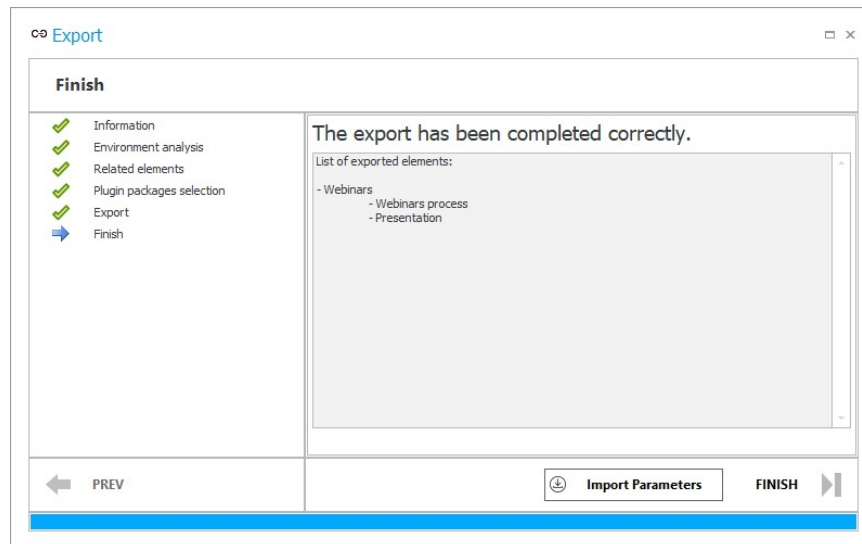 Export
Finish
Information
Environment analysis
Related elements
Plugin packages selection
Export
Finish
The export has been completed correctly.
List of exported elements:
- Webinars
- Webinars process
- Presentation
PREV
Import Parameters
FINISH